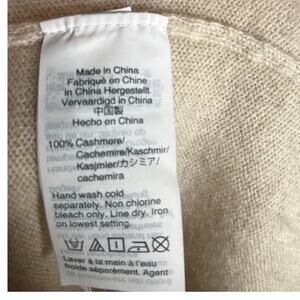 Made in China
Fabriqué en Chine
in China Hergestellt
Vervaardigd in China
中国製
Hecho en China
100% Cashmere/
Cachemire/Kaschmir/
Kasjmier/カシミア/
cachemira
Hand wash cold
separately. Non chlorine
bleach only. Line dry. Iron
on lowest setting.
Laver à la main à l'eau
froide séparément. Agent